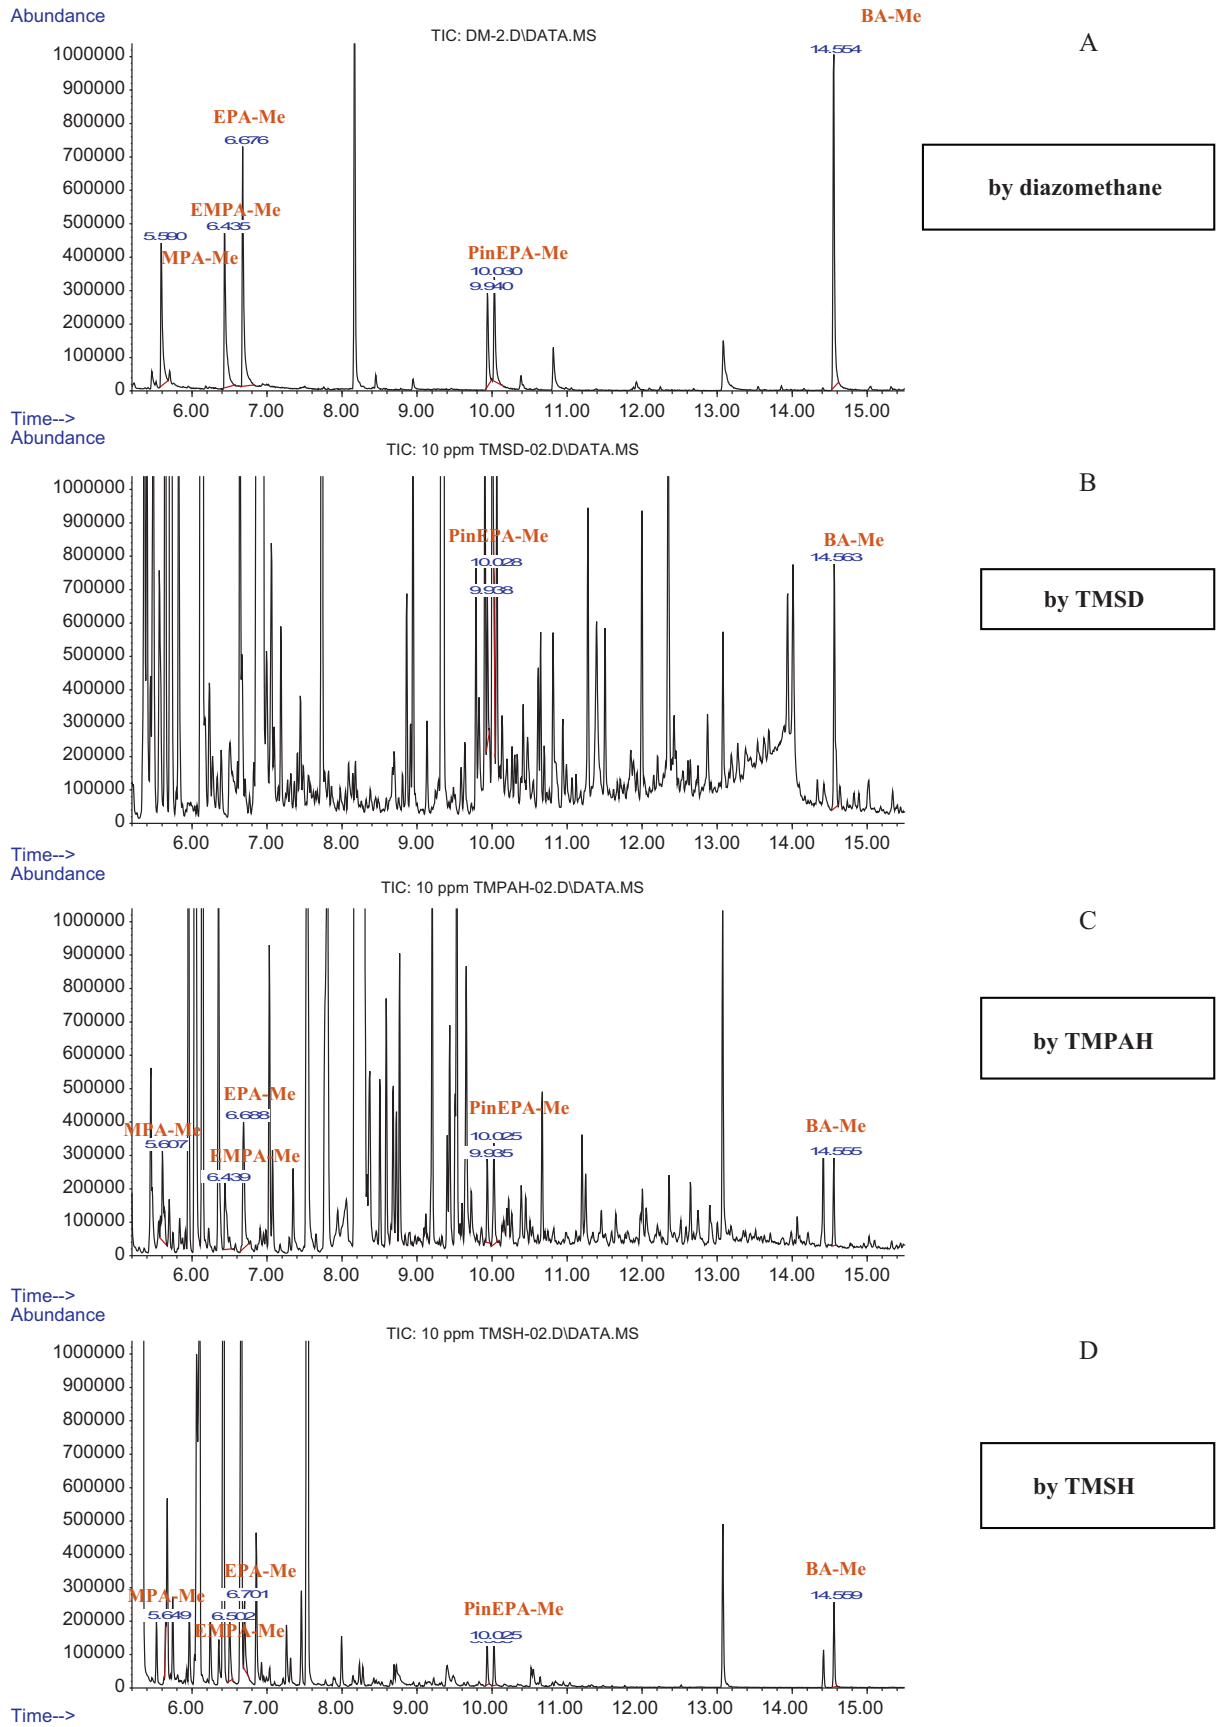 Abundance
BA-Me
TIC: DM-2.D\DATA.MS
A
14.554
1000000
900000
EPA-Me
800000
6.676
700000
by diazomethane
600000
EMPA-Me
500000
6.435
5.590
PinEPA-Me
MPA-Me
400000
10.030
300000
9.940
200000
100000
0
6.00 7.00 8.00 9.00 10.00 11.00 12.00 13.00 14.00 15.00
Time-->
Abundance
TIC: 10 ppm TMSD-02.D\DATA.MS
B
1000000
900000
PinEPA-Me
BA-Me
800000
10.028
14.563
700000
9.938
by TMSD
600000
500000
400000
300000
200000
100000
0
6.00 7.00 8.00 9.00 10.00 11.00 12.00 13.00 14.00 15.00
Time-->
Abundance
TIC: 10 ppm TMPAH-02.D\DATA.MS
C
1000000
900000
800000
700000
by TMPAH
600000
500000
EPA-Me
PinEPA-Me
400000
6.688
MPA-Me
BA-Me
5.607
10.025
14.555
EMPA-Me
9.935
300000
6.439
200000
100000
0
6.00 7.00 8.00 9.00 10.00 11.00 12.00 13.00 14.00 15.00
Time-->
Abundance
TIC: 10 ppm TMSH-02.D\DATA.MS
D
1000000
900000
800000
700000
600000
by TMSH
500000
400000
EPA-Me
BA-Me
300000
6.701
14.559
MPA-Me
PinEPA-Me
5.649
6.502
200000
EMPA-Me
10.025
100000
0
6.00 7.00 8.00 9.00 10.00 11.00 12.00 13.00 14.00 15.00
Time-->